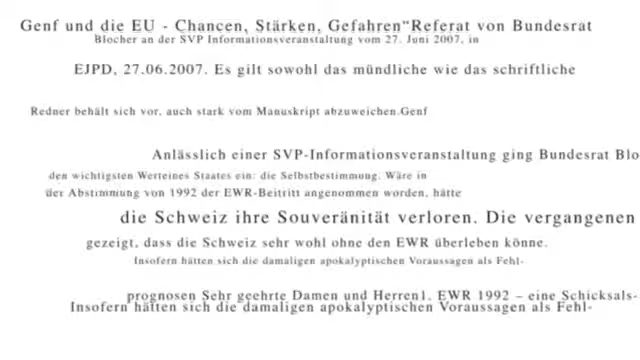 Genf und die EU - Chancen, Stärken, Gefahren“Referat von Bundesrat
Blocher an der SVP Informationsveranstaltung vom 27. Juni 2007, in
EJPD, 27.06.2007. Es gilt sowohl das mündliche wie das schriftliche
Redner behält sich vor, auch stark vom Manuskript abzuweichen.Genf
Anlässlich einer SVP-Informationsveranstaltung ging Bundesrat Blo
den wichtigsten Werteines Staates ein: die Selbstbestimmung. Wäre in
der Abstimmung von 1992 der EWR-Beitritt angenommen worden, hätte
die Schweiz ihre Souveränität verloren. Die vergangenen
gezeigt, dass die Schweiz sehr wohl ohne den EWR überleben könne.
Insofern hätten sich die damaligen apokalyptischen Voraussagen als Fehl-
prognosen Sehr geehrte Damen und Herren1. EWR 1992 – eine Schicksals-
Insofern hätten sich die damaligen apokalyptischen Voraussagen als Fehl-